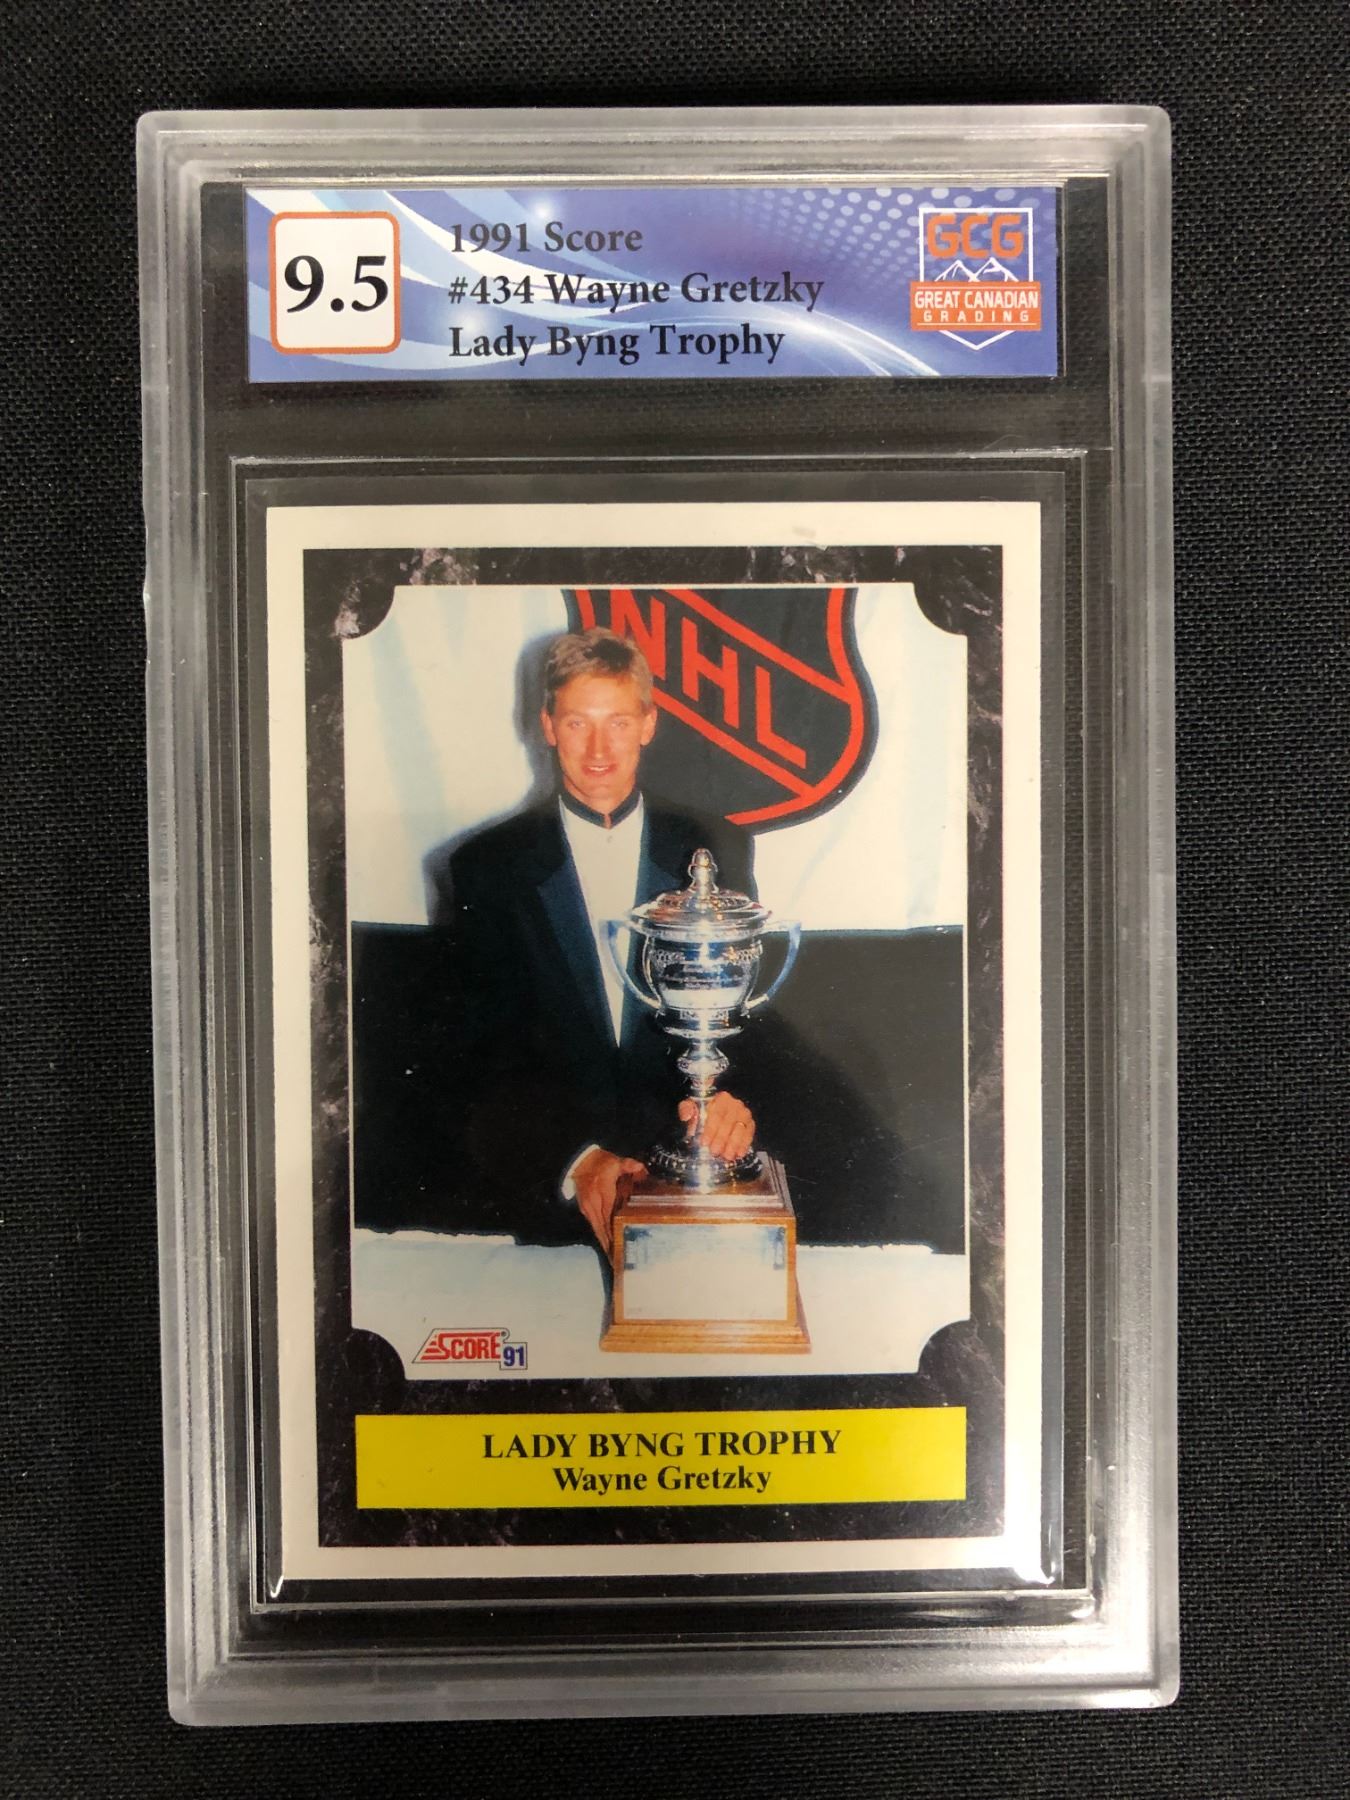 9.5
1991 Score
#434 Wayne Gretzky
Lady Byng Trophy
GCG
GREAT CANADIAN
GRADING
NHL
SCORE 91
LADY BYNG TROPHY
Wayne Gretzky